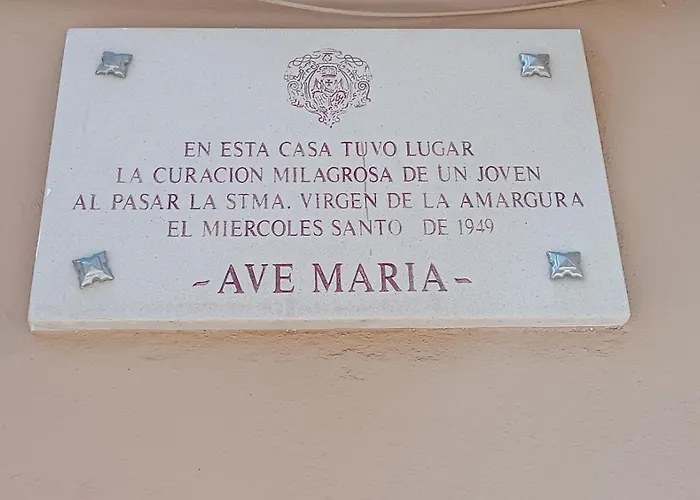 EN ESTA CASA TUVO LUGAR
LA CURACION MILAGROSA DE UN JOVEN
AL PASAR LA STMA. VIRGEN DE LA AMARGURA
EL MIERCOLES SANTO DE 1949
- AVE MARIA -